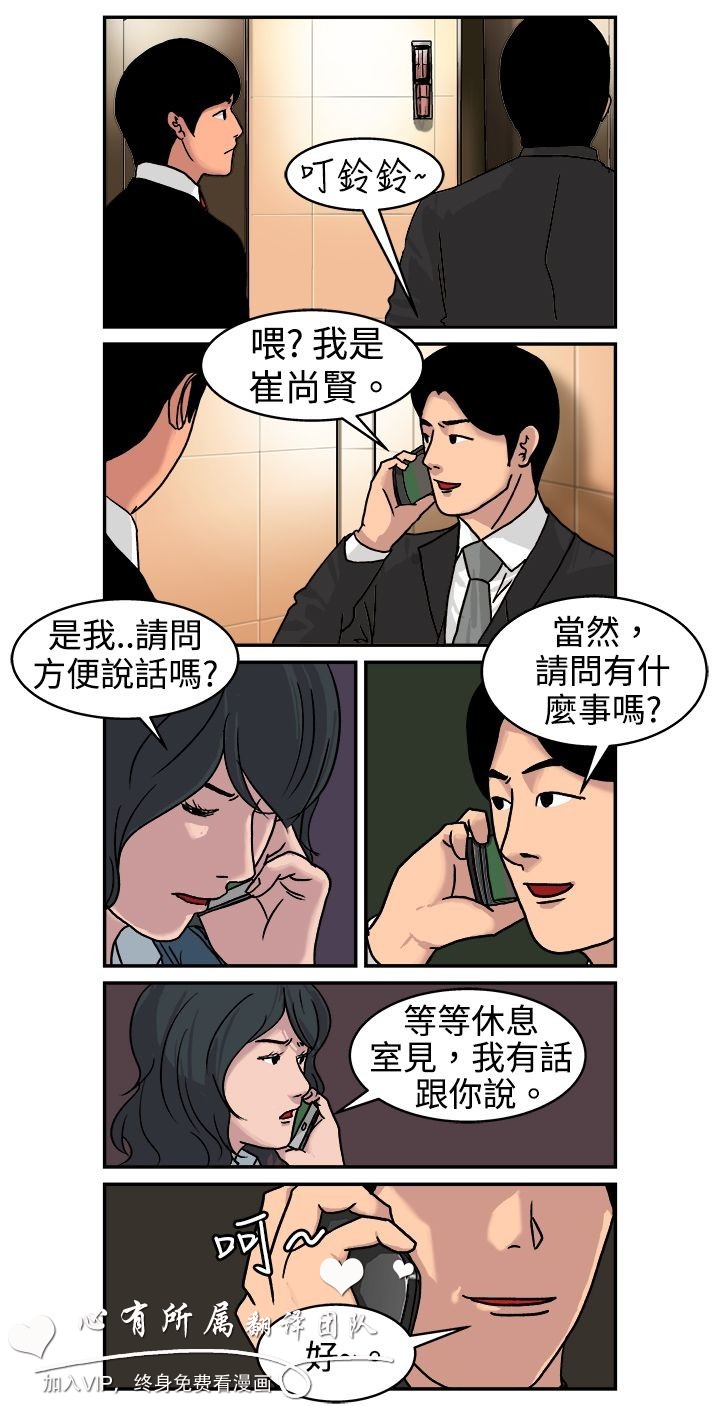 叮鈴鈴~
喂? 我是
崔尚賢。
是我..請問
方便說話嗎?
當然，
請問有什
麼事嗎?
等等休息
室見，我有話
跟你說。
呵~
好~。
心有所属翻译团队
加入VIP，终身免费看漫画